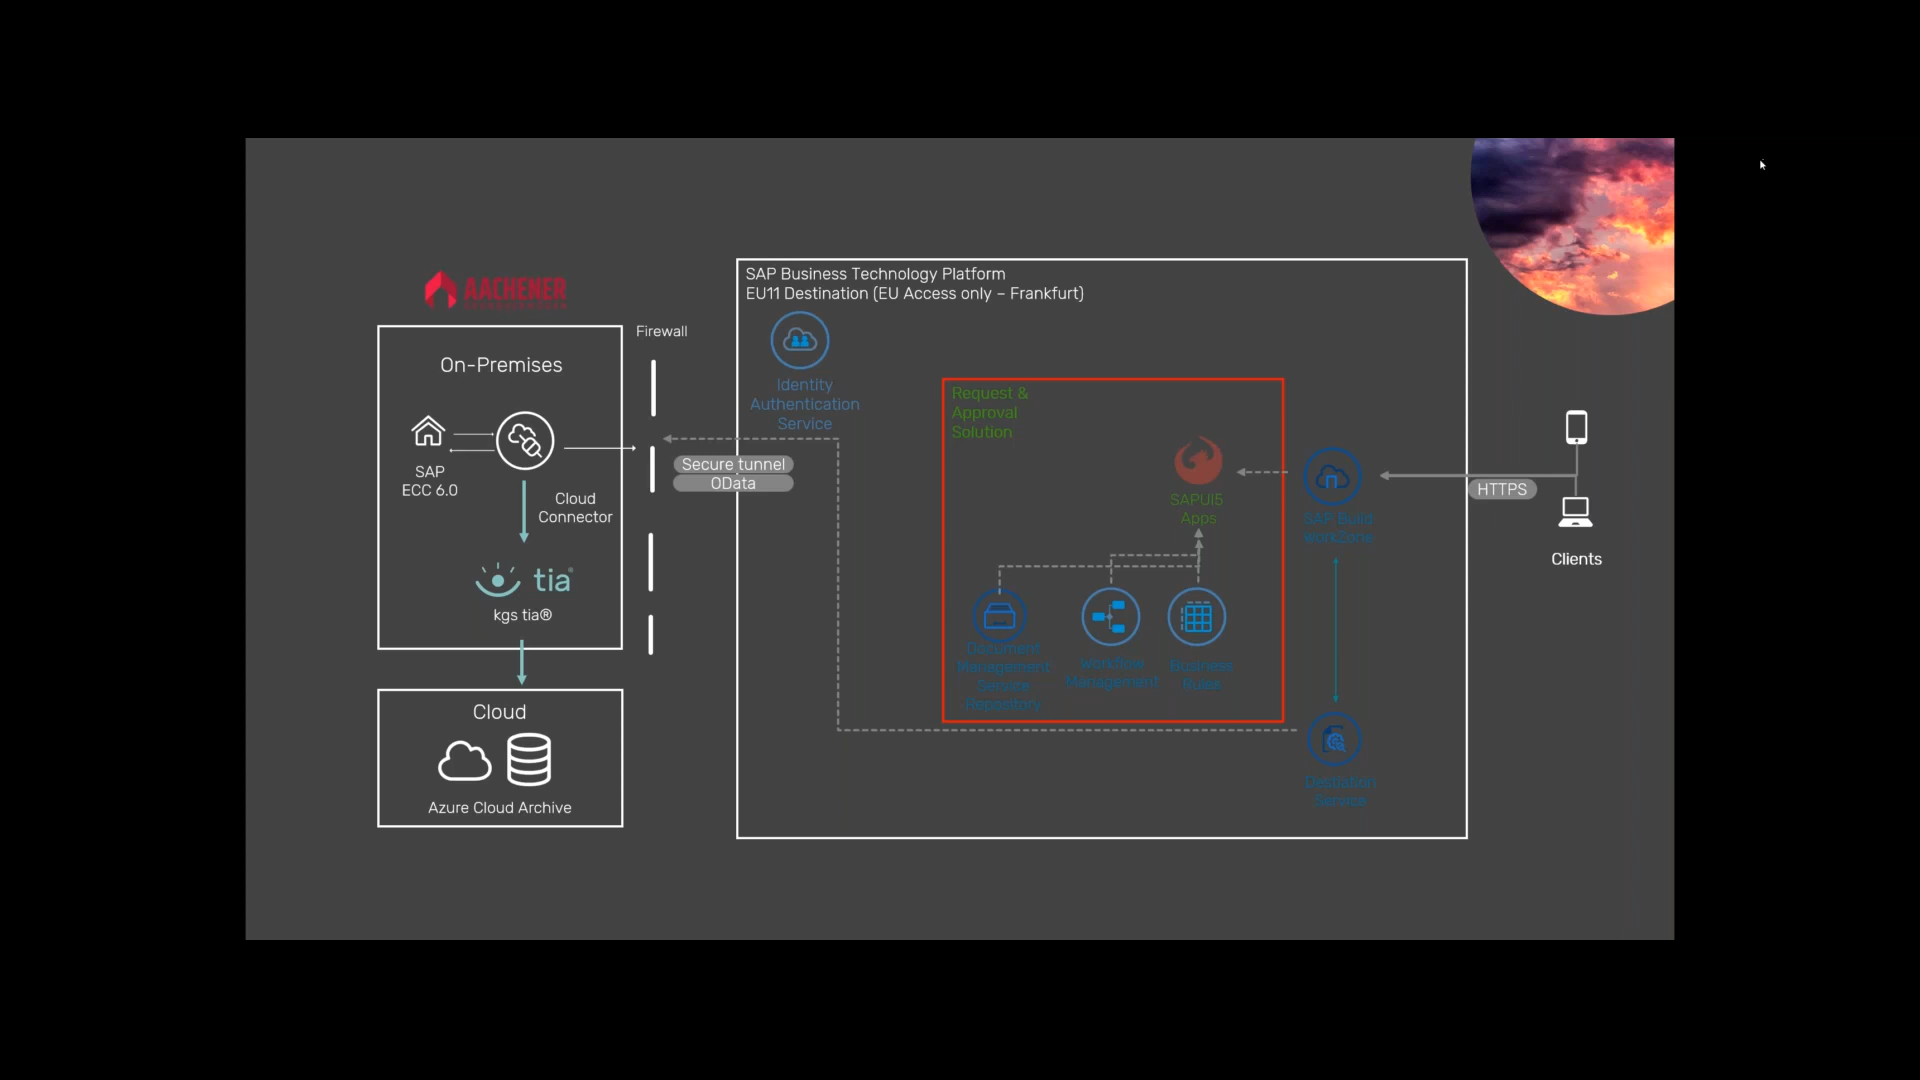 AACHENER
On-Premises
SAP
ECC 6.0
Cloud
Connector
tia®
kgs tia®
Cloud
Azure Cloud Archive
Firewall
Secure tunnel
OData
SAP Business Technology Platform
EU11 Destination (EU Access only – Frankfurt)
Identity
Authentication
Service
Request &
Approval
Solution
SAPUI5
Apps
Document
Management
Service
Repository
Workflow
Management
Business
Rules
SAP Build
WorkZone
Destiation
Service
HTTPS
Clients